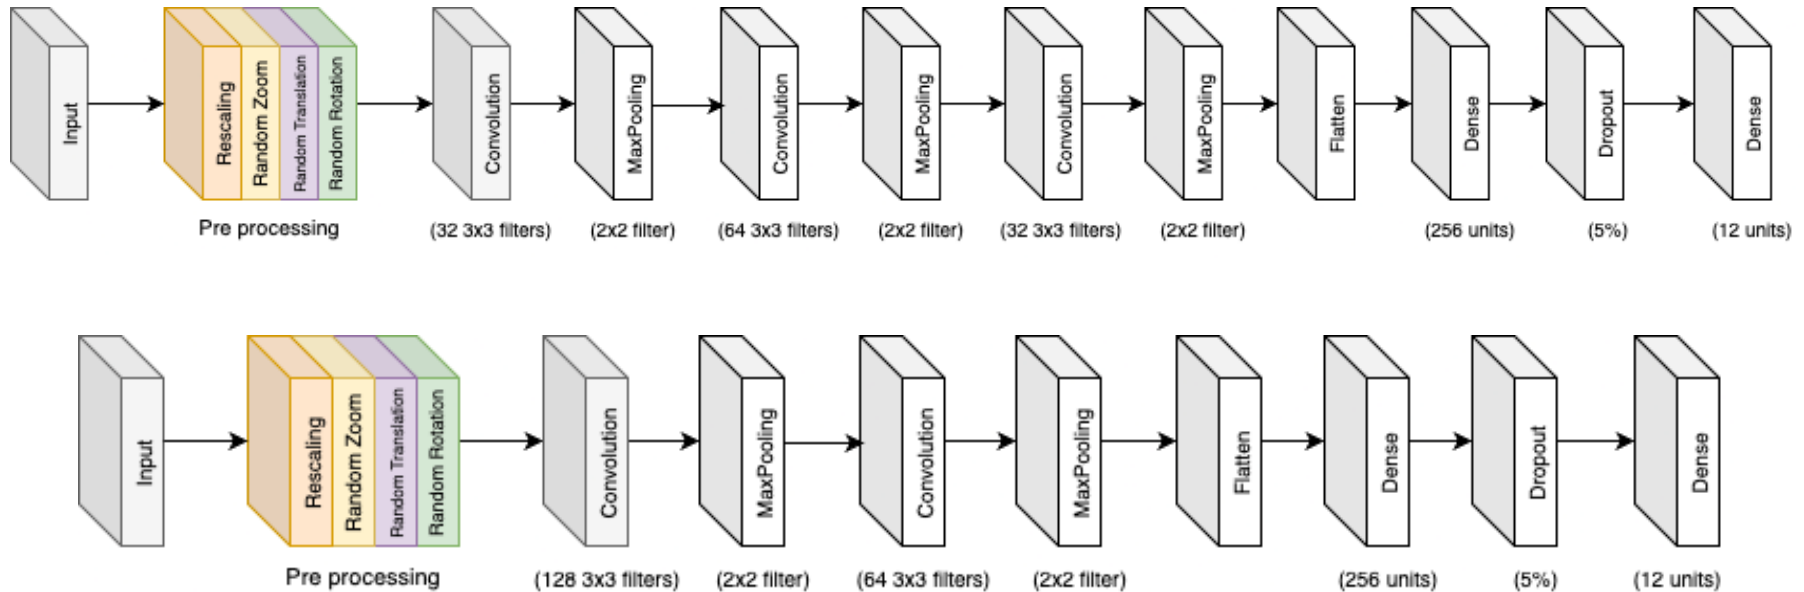 Input
Rescaling
Random Zoom
Random Translation
Random Rotation
Convolution
MaxPooling
Convolution
MaxPooling
Convolution
MaxPooling
Flatten
Dense
Dropout
Dense
Pre processing
(32 3x3 filters)
(2x2 filter)
(64 3x3 filters)
(2x2 filter)
(32 3x3 filters)
(2x2 filter)
(256 units)
(5%)
(12 units)
Input
Rescaling
Random Zoom
Random Translation
Random Rotation
Convolution
MaxPooling
Convolution
MaxPooling
Flatten
Dense
Dropout
Dense
Pre processing
(128 3x3 filters)
(2x2 filter)
(64 3x3 filters)
(2x2 filter)
(256 units)
(5%)
(12 units)